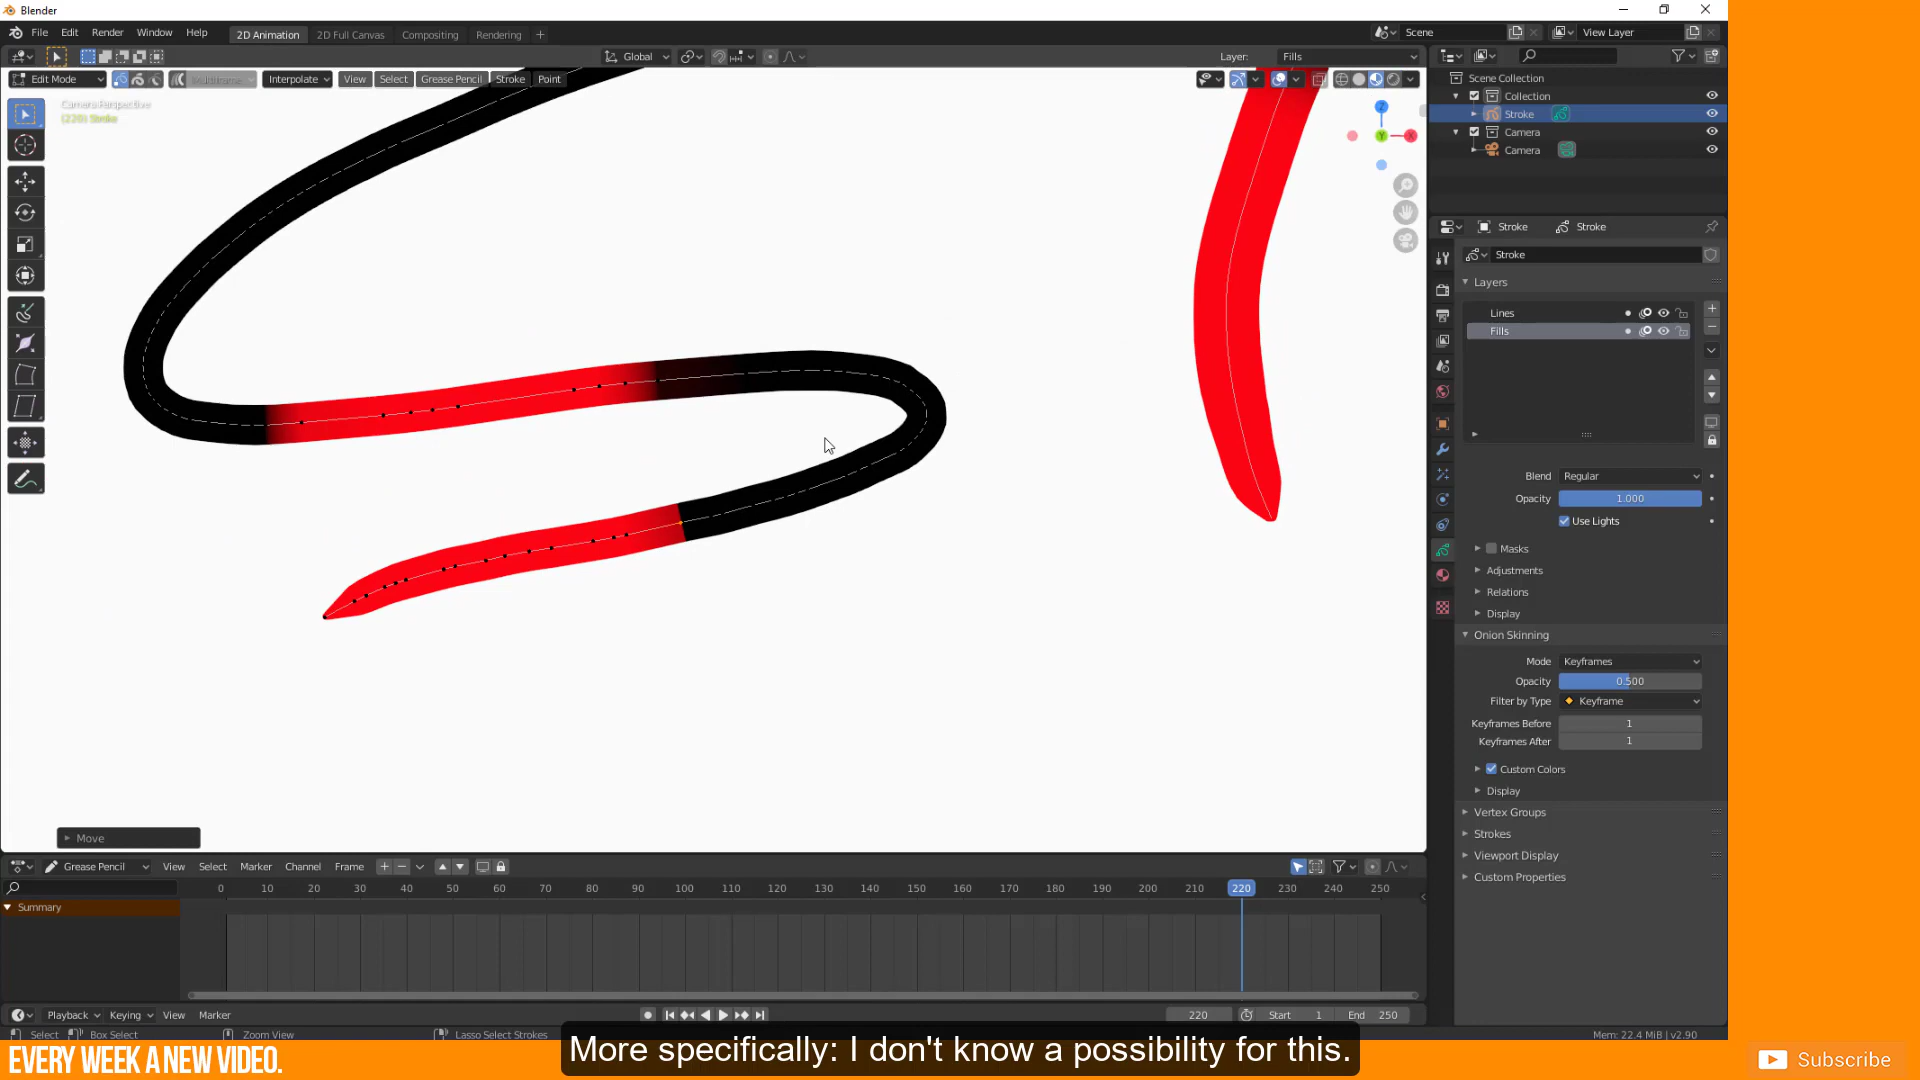 Blender
File Edit Render Window Help 2D Animation 2D Full Canvas Compositing Rendering + Scene View Layer
Global Layer: Fills
Edit Mode Multiframe Interpolate View Select Grease Pencil Stroke Point
Camera Perspective
(220) Stroke
Z
Y
X
Scene Collection
Collection
Stroke
Camera
Camera
Stroke Stroke
Stroke
Layers
Lines
Fills
Blend Regular
Opacity 1.000
Use Lights
Masks
Adjustments
Relations
Display
Onion Skinning
Mode Keyframes
Opacity 0.500
Filter by Type Keyframe
Keyframes Before 1
Keyframes After 1
Custom Colors
Display
Vertex Groups
Strokes
Viewport Display
Custom Properties
Move
Grease Pencil View Select Marker Channel Frame
0 10 20 30 40 50 60 70 80 90 100 110 120 130 140 150 160 170 180 190 200 210 220 230 240 250
Summary
Playback Keying View Marker 220 Start 1 End 250
Select Box Select Zoom View Lasso Select Strokes Mem: 22.4 MiB | v2.90
More specifically: I don't know a possibility for this.
EVERY WEEK A NEW VIDEO.
Subscribe